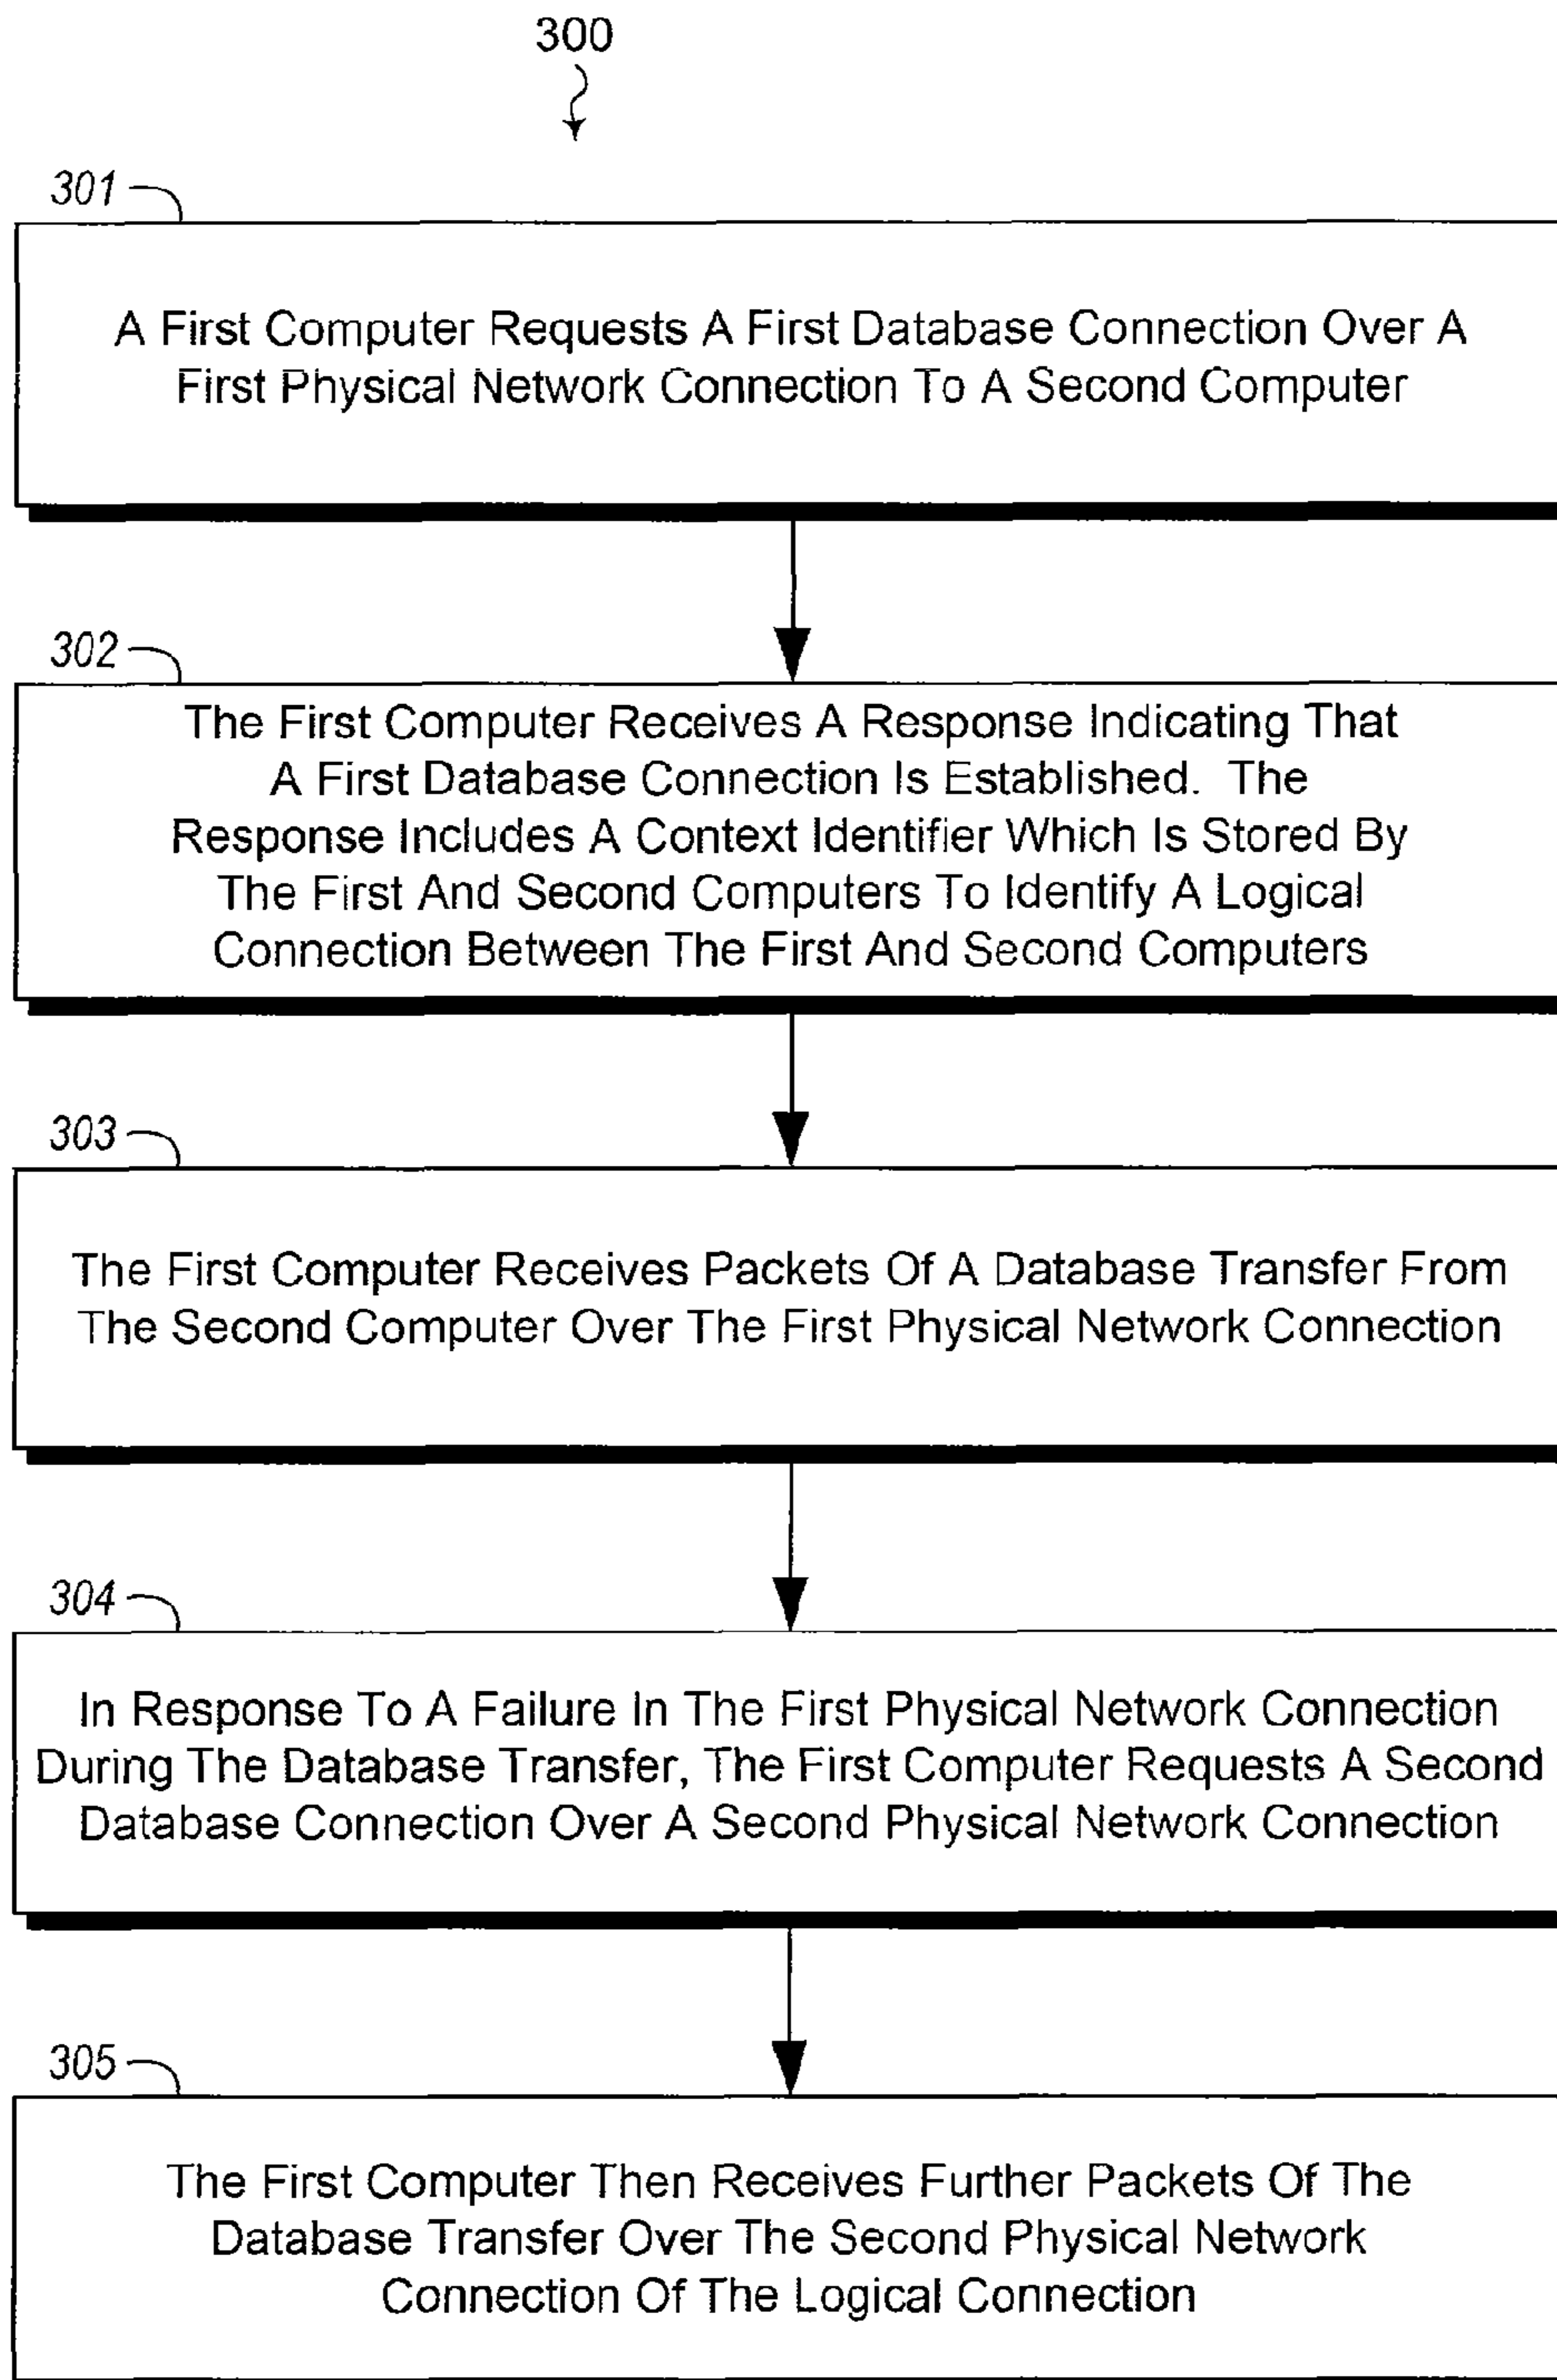 300
301
A First Computer Requests A First Database Connection Over A
First Physical Network Connection To A Second Computer
302
The First Computer Receives A Response Indicating That
A First Database Connection Is Established. The
Response Includes A Context Identifier Which Is Stored By
The First And Second Computers To Identify A Logical
Connection Between The First And Second Computers
303
The First Computer Receives Packets Of A Database Transfer From
The Second Computer Over The First Physical Network Connection
304
In Response To A Failure In The First Physical Network Connection
During The Database Transfer, The First Computer Requests A Second
Database Connection Over A Second Physical Network Connection
305
The First Computer Then Receives Further Packets Of The
Database Transfer Over The Second Physical Network
Connection Of The Logical Connection